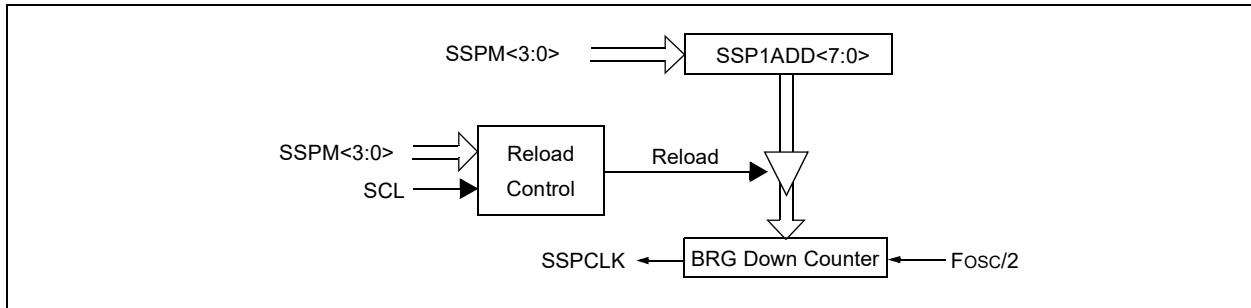 SSPM<3:0>
SSP1ADD<7:0>
SSPM<3:0>
SCL
Reload
Control
Reload
SSPCLK
BRG Down Counter
FOSC/2